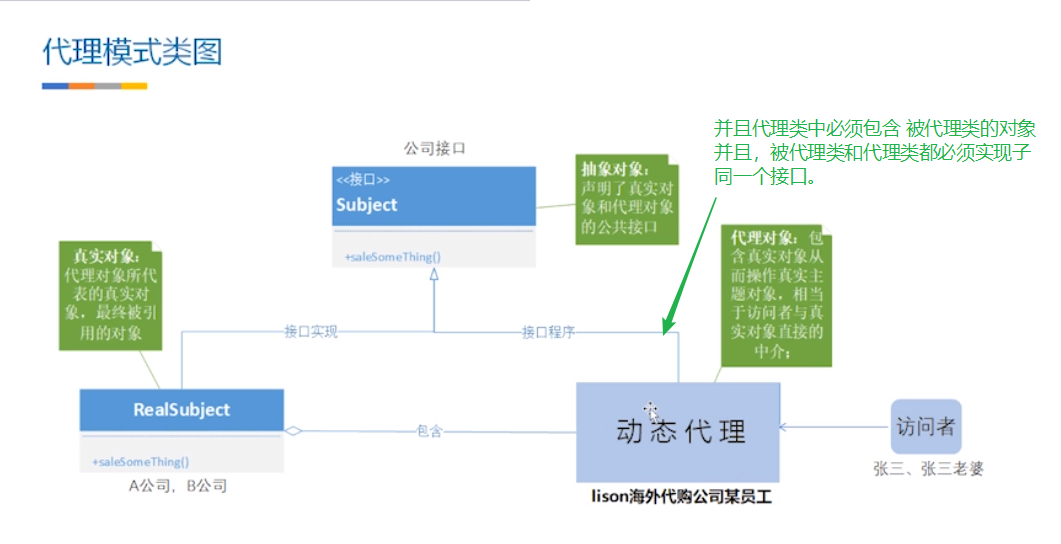 代理模式类图
并且代理类中必须包含 被代理类的对象
并且，被代理类和代理类都必须实现子
同一个接口。
公司接口
<<接口>>
Subject
+saleSomeThing()
抽象对象：
声明了真实对
象和代理对象
的公共接口
代理对象：包
含真实对象从
而操作真实主
题对象，相当
于访问者与真
实对象直接的
中介；
真实对象：
代理对象所代
表的真实对
象，最终被引
用的对象
接口实现
接口程序
RealSubject
+saleSomeThing()
A公司，B公司
包含
动态代理
lison海外代购公司某员工
访问者
张三、张三老婆